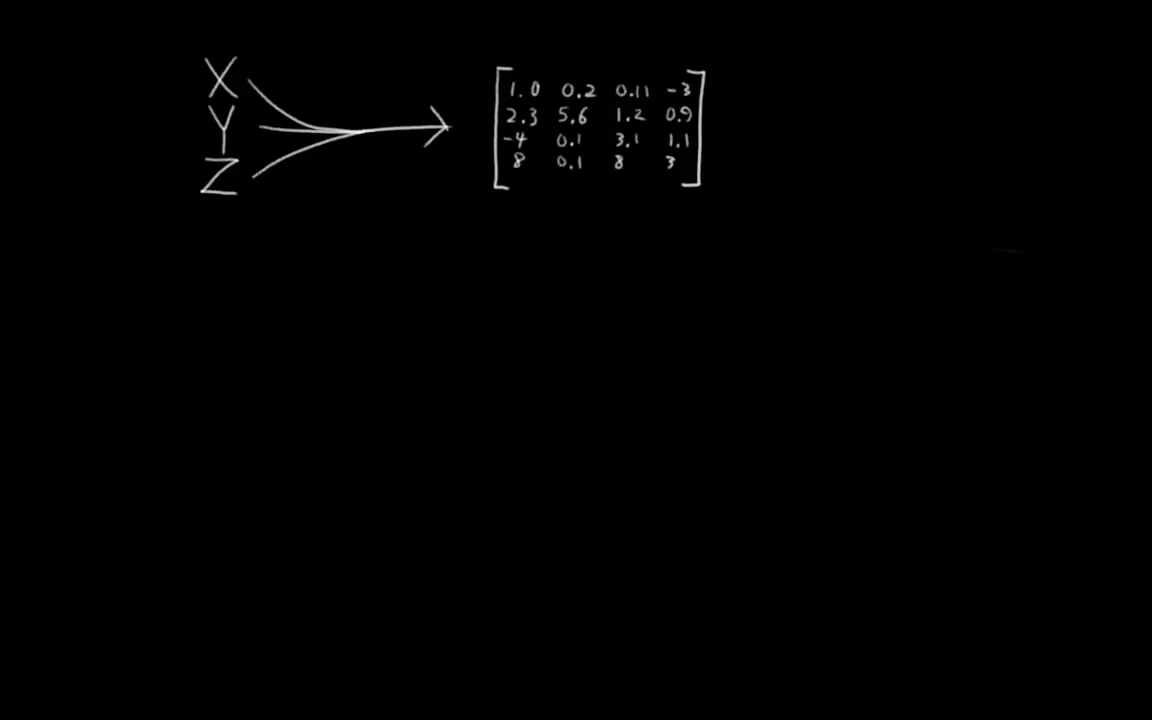 X
Y
Z
1.0 0.2 0.11 -3
2.3 5.6 1.2 0.9
-4 0.1 3.1 1.1
8 0.1 8 3